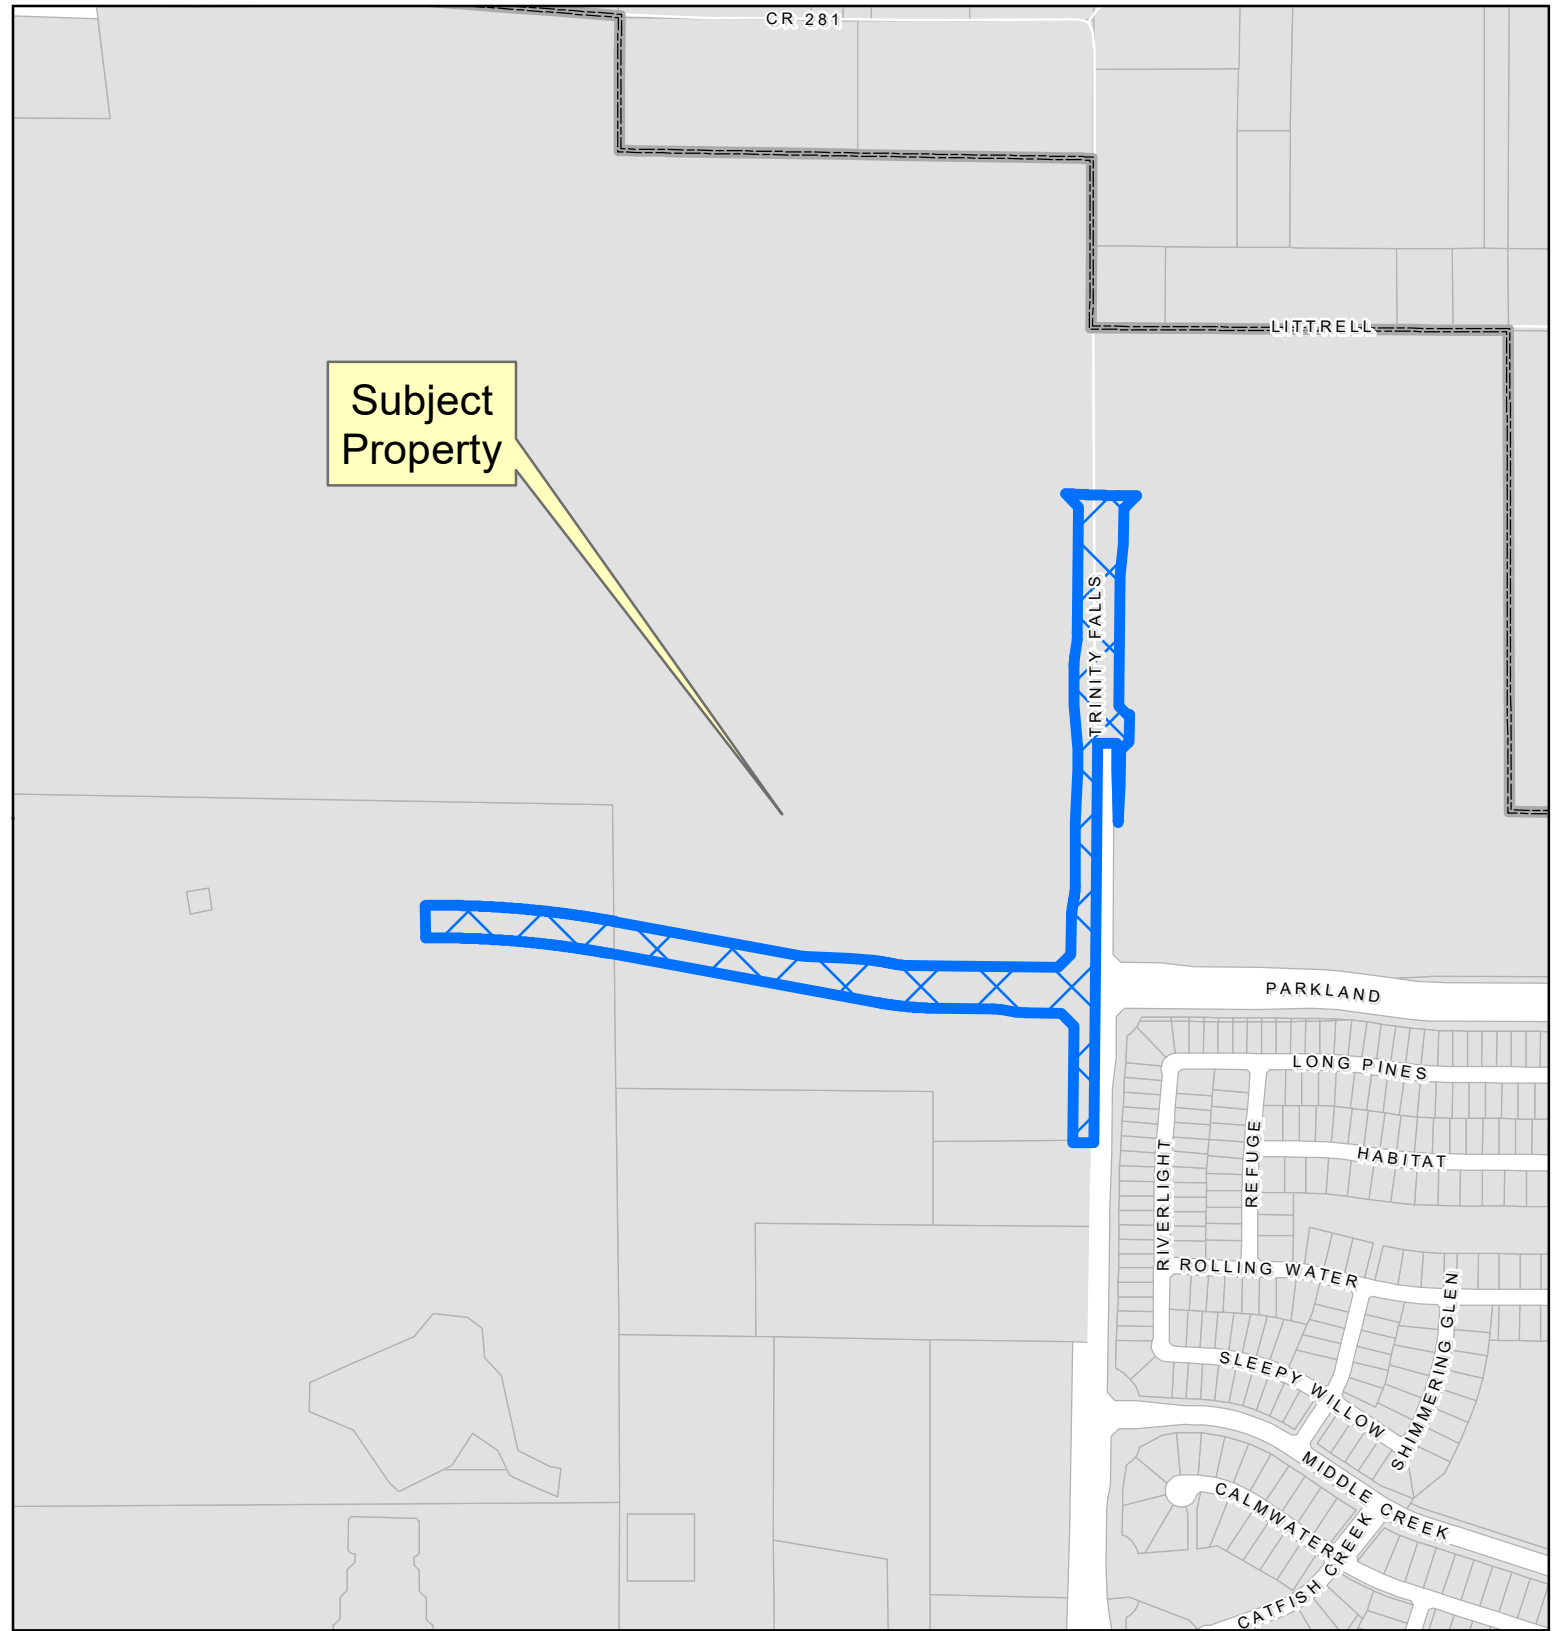 CR 281
LITTRELL
Subject
Property
TRINITY FALLS
PARKLAND
LONG PINES
HABITAT
REFUGE
RIVERLIGHT
ROLLING WATER
SHIMMERING GLEN
SLEEPY WILLOW
MIDDLE CREEK
CALMWATER
CATFISH CREEK